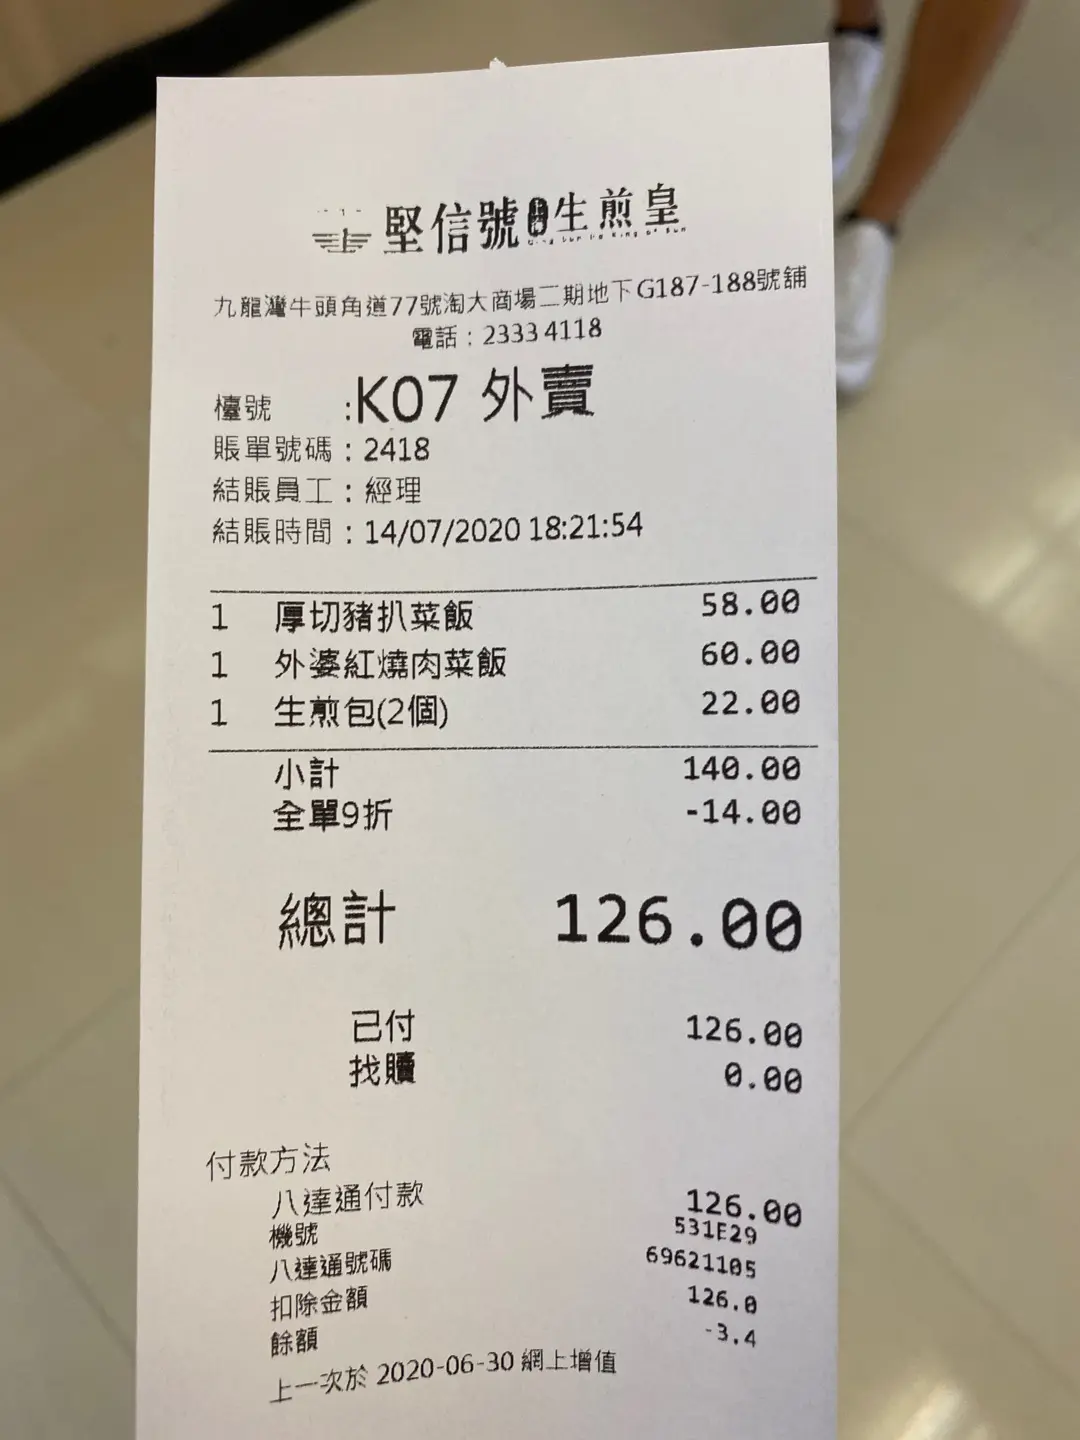 堅信號上海生煎皇
九龍灣牛頭角道77號淘大商場二期地下G187-188號舖
電話：2333 4118
檯號 :K07 外賣
賬單號碼：2418
結賬員工：經理
結賬時間：14/07/2020 18:21:54
1 厚切豬扒菜飯 58.00
1 外婆紅燒肉菜飯 60.00
1 生煎包(2個) 22.00
小計 140.00
全單9折 -14.00
總計 126.00
已付 126.00
找贖 0.00
付款方法
八達通付款 126.00
機號 531E29
八達通號碼 69621105
扣除金額 126.0
餘額 -3.4
上一次於 2020-06-30 網上增值